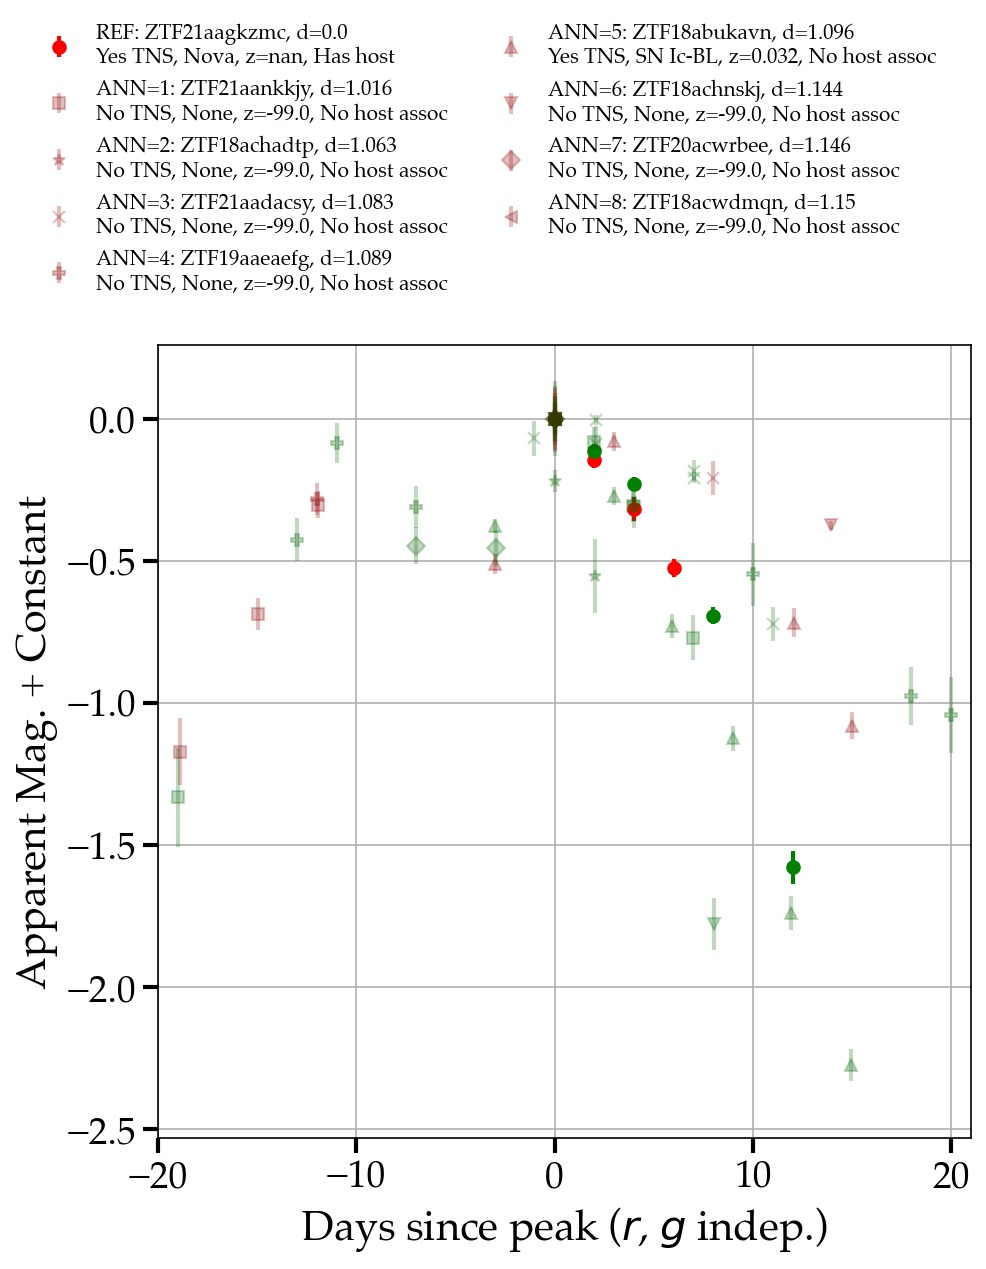 REF: ZTF21aagkzmc, d=0.0
Yes TNS, Nova, z=nan, Has host
ANN=1: ZTF21aankkjy, d=1.016
No TNS, None, z=-99.0, No host assoc
ANN=2: ZTF18achadtp, d=1.063
No TNS, None, z=-99.0, No host assoc
ANN=3: ZTF21aadacsy, d=1.083
No TNS, None, z=-99.0, No host assoc
ANN=4: ZTF19aaeaefg, d=1.089
No TNS, None, z=-99.0, No host assoc
ANN=5: ZTF18abukavn, d=1.096
Yes TNS, SN Ic-BL, z=0.032, No host assoc
ANN=6: ZTF18achnskj, d=1.144
No TNS, None, z=-99.0, No host assoc
ANN=7: ZTF20acwrbee, d=1.146
No TNS, None, z=-99.0, No host assoc
ANN=8: ZTF18acwdmqn, d=1.15
No TNS, None, z=-99.0, No host assoc
Apparent Mag. + Constant
0.0
−0.5
−1.0
−1.5
−2.0
−2.5
−20 −10 0 10 20
Days since peak (r, g indep.)